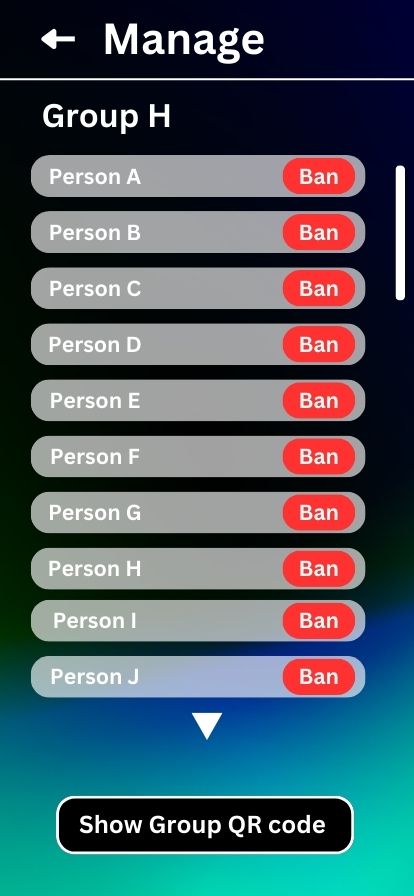 Manage
Group H
Person A Ban
Person B Ban
Person C Ban
Person D Ban
Person E Ban
Person F Ban
Person G Ban
Person H Ban
Person I Ban
Person J Ban
Show Group QR code